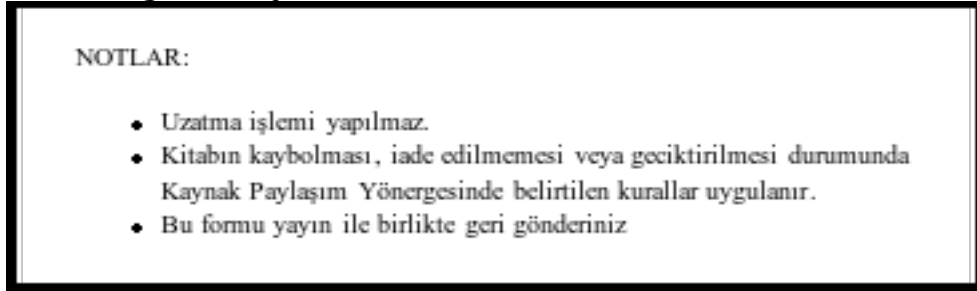 NOTLAR:
• Uzatma işlemi yapılmaz.
• Kitabın kaybolması, iade edilmemesi veya geciktirilmesi durumunda
Kaynak Paylaşım Yönergesinde belirtilen kurallar uygulanır.
• Bu formu yayın ile birlikte geri gönderiniz